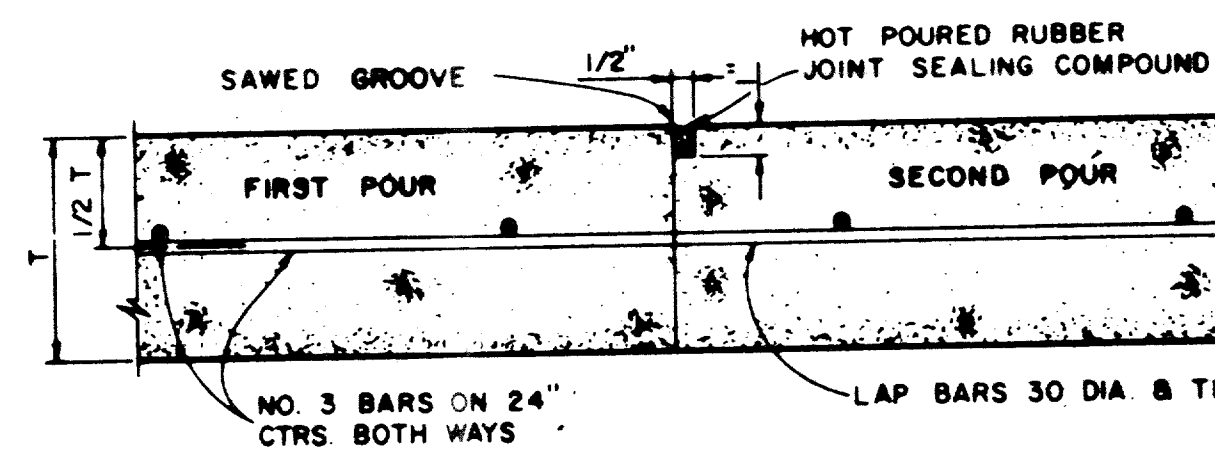 HOT POURED RUBBER
JOINT SEALING COMPOUND
1/2"
SAWED GROOVE
FIRST POUR
SECOND POUR
1/2 T
T
NO. 3 BARS ON 24"
CTRS. BOTH WAYS
LAP BARS 30 DIA. &